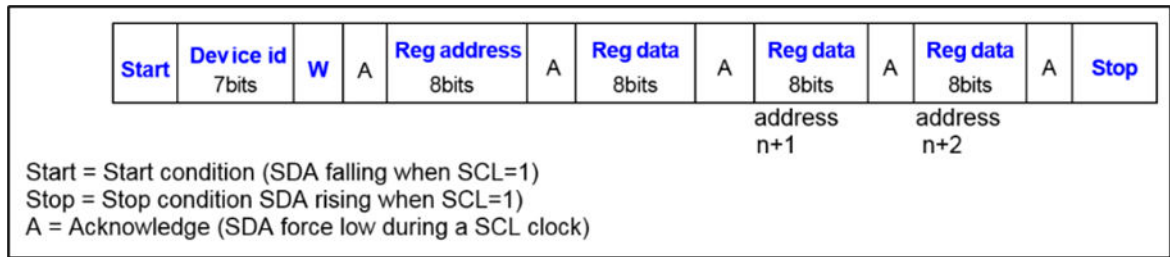 Start Device id 7bits W A Reg address 8bits A Reg data 8bits A Reg data 8bits A Reg data 8bits A Stop
address n+1 address n+2
Start = Start condition (SDA falling when SCL=1)
Stop = Stop condition SDA rising when SCL=1)
A = Acknowledge (SDA force low during a SCL clock)